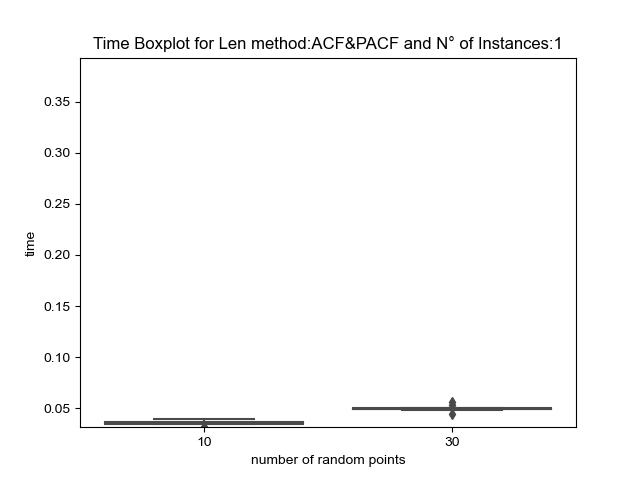 Time Boxplot for Len method:ACF&PACF and N° of Instances:1
0.35
0.30
0.25
0.20
0.15
0.10
0.05
time
10 30
number of random points